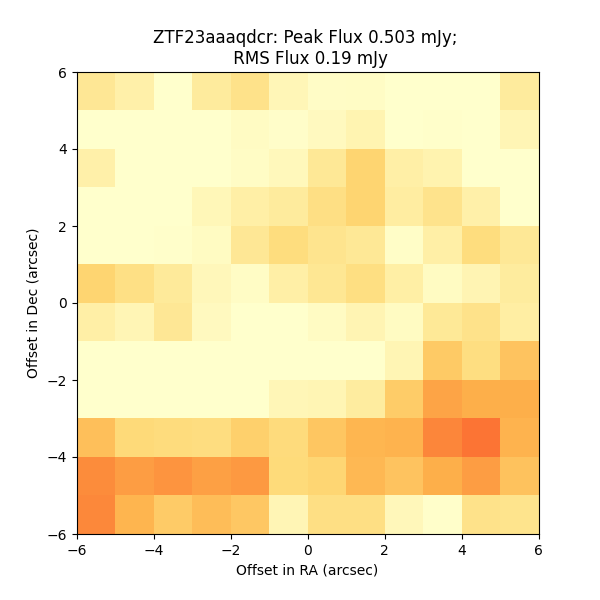 ZTF23aaaqdcr: Peak Flux 0.503 mJy;
RMS Flux 0.19 mJy
6
4
2
0
−2
−4
−6
Offset in Dec (arcsec)
−6 −4 −2 0 2 4 6
Offset in RA (arcsec)